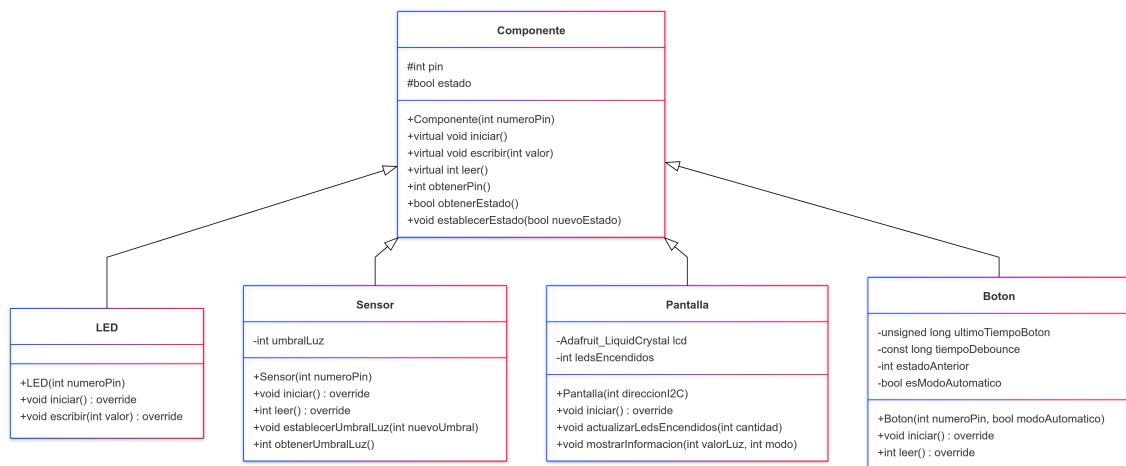 Componente
#int pin
#bool estado
+Componente(int numeroPin)
+virtual void iniciar()
+virtual void escribir(int valor)
+virtual int leer()
+int obtenerPin()
+bool obtenerEstado()
+void establecerEstado(bool nuevoEstado)
LED
+LED(int numeroPin)
+void iniciar() : override
+void escribir(int valor) : override
Sensor
-int umbralLuz
+Sensor(int numeroPin)
+void iniciar() : override
+int leer() : override
+void establecerUmbralLuz(int nuevoUmbral)
+int obtenerUmbralLuz()
Pantalla
-Adafruit_LiquidCrystal lcd
-int ledsEncendidos
+Pantalla(int direccionI2C)
+void iniciar() : override
+void actualizarLedsEncendidos(int cantidad)
+void mostrarInformacion(int valorLuz, int modo)
Boton
-unsigned long ultimoTiempoBoton
-const long tiempoDebounce
-int estadoAnterior
-bool esModoAutomatico
+Boton(int numeroPin, bool modoAutomatico)
+void iniciar() : override
+int leer() : override